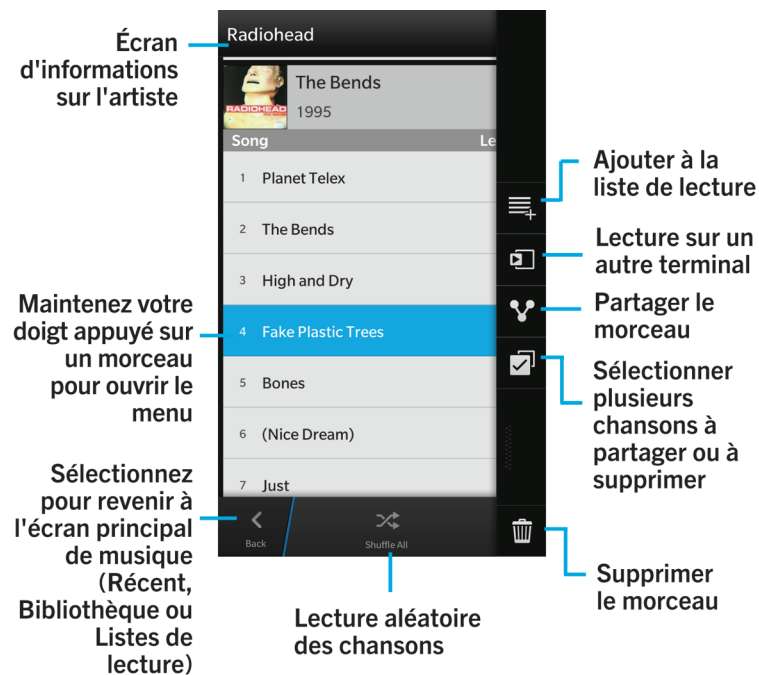 Écran
d'informations
sur l'artiste
Maintenez votre
doigt appuyé sur
un morceau
pour ouvrir le
menu
Sélectionnez
pour revenir à
l'écran principal
de musique
(Récent,
Bibliothèque ou
Listes de
lecture)
Radiohead
RADIOHEAD
The Bends
1995
Song Le
1 Planet Telex
2 The Bends
3 High and Dry
4 Fake Plastic Trees
5 Bones
6 (Nice Dream)
7 Just
Back
Shuffle All
Lecture aléatoire
des chansons
Ajouter à la
liste de lecture
Lecture sur un
autre terminal
Partager le
morceau
Sélectionner
plusieurs
chansons à
partager ou à
supprimer
Supprimer
le morceau